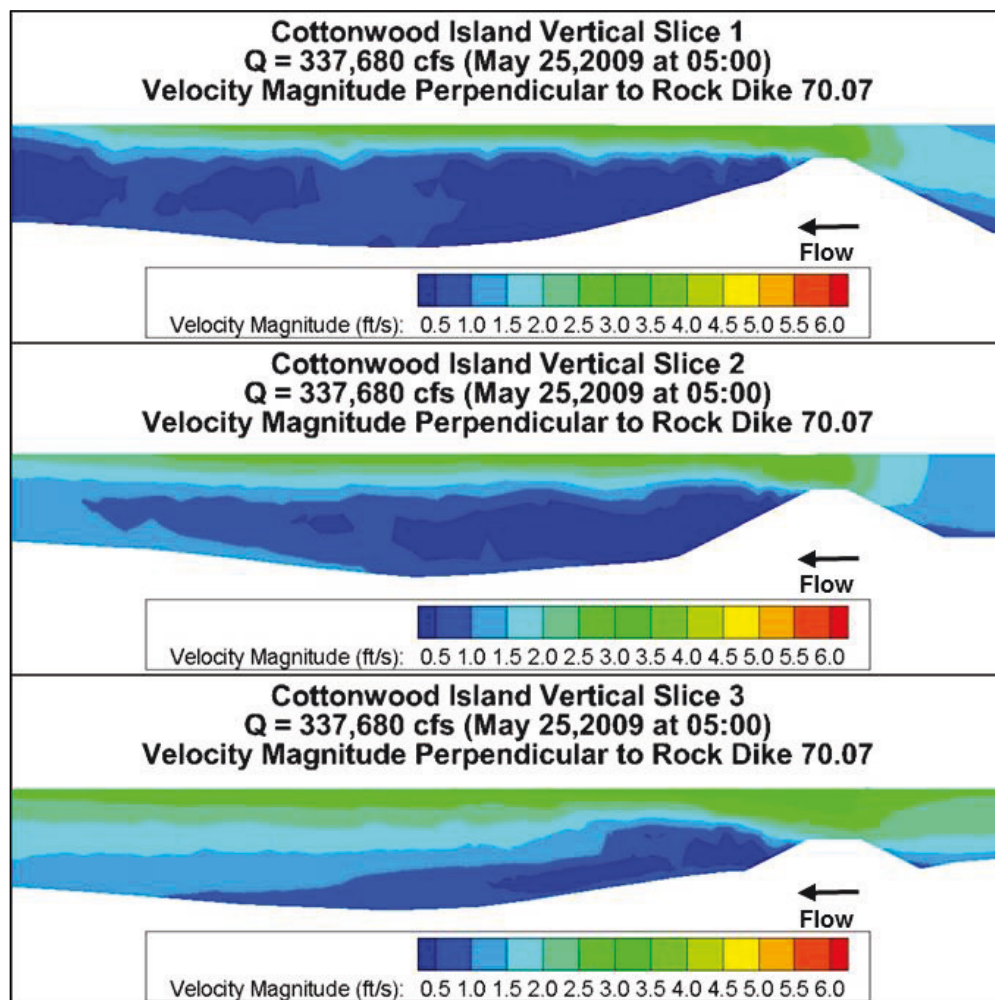 Cottonwood Island Vertical Slice 1
Q = 337,680 cfs (May 25,2009 at 05:00)
Velocity Magnitude Perpendicular to Rock Dike 70.07
Flow
Velocity Magnitude (ft/s): 0.5 1.0 1.5 2.0 2.5 3.0 3.5 4.0 4.5 5.0 5.5 6.0
Cottonwood Island Vertical Slice 2
Q = 337,680 cfs (May 25,2009 at 05:00)
Velocity Magnitude Perpendicular to Rock Dike 70.07
Flow
Velocity Magnitude (ft/s): 0.5 1.0 1.5 2.0 2.5 3.0 3.5 4.0 4.5 5.0 5.5 6.0
Cottonwood Island Vertical Slice 3
Q = 337,680 cfs (May 25,2009 at 05:00)
Velocity Magnitude Perpendicular to Rock Dike 70.07
Flow
Velocity Magnitude (ft/s): 0.5 1.0 1.5 2.0 2.5 3.0 3.5 4.0 4.5 5.0 5.5 6.0